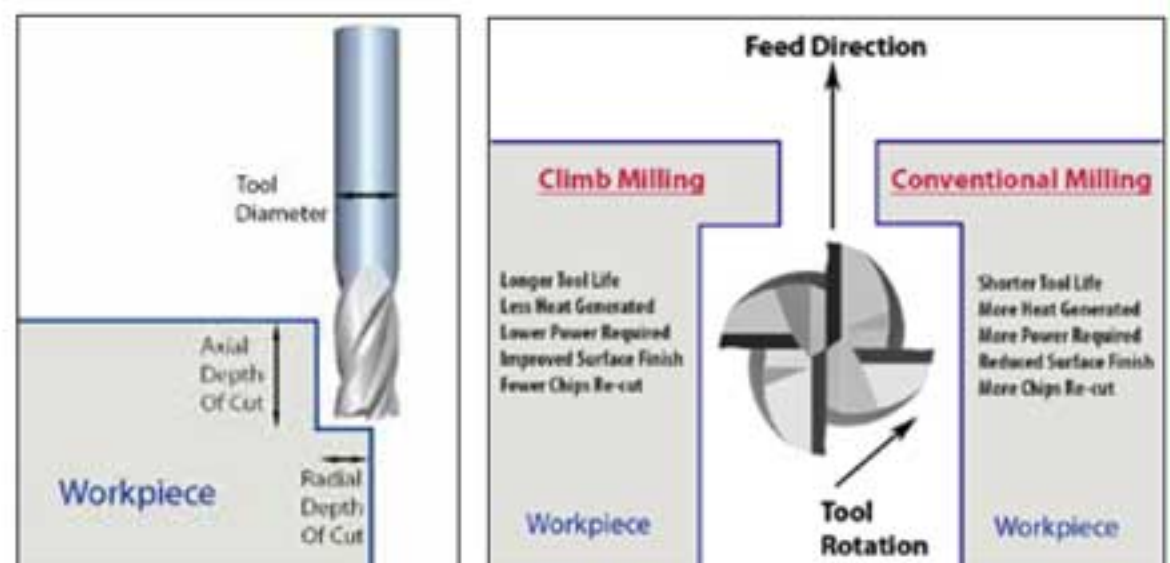 Tool
Diameter
Axial
Depth
Of Cut
Radial
Depth
Of Cut
Workpiece
Feed Direction
Climb Milling
Longer Tool Life
Less Heat Generated
Lower Power Required
Improved Surface Finish
Fewer Chips Re-cut
Workpiece
Conventional Milling
Shorter Tool Life
More Heat Generated
More Power Required
Reduced Surface Finish
More Chips Re-cut
Tool
Rotation
Workpiece